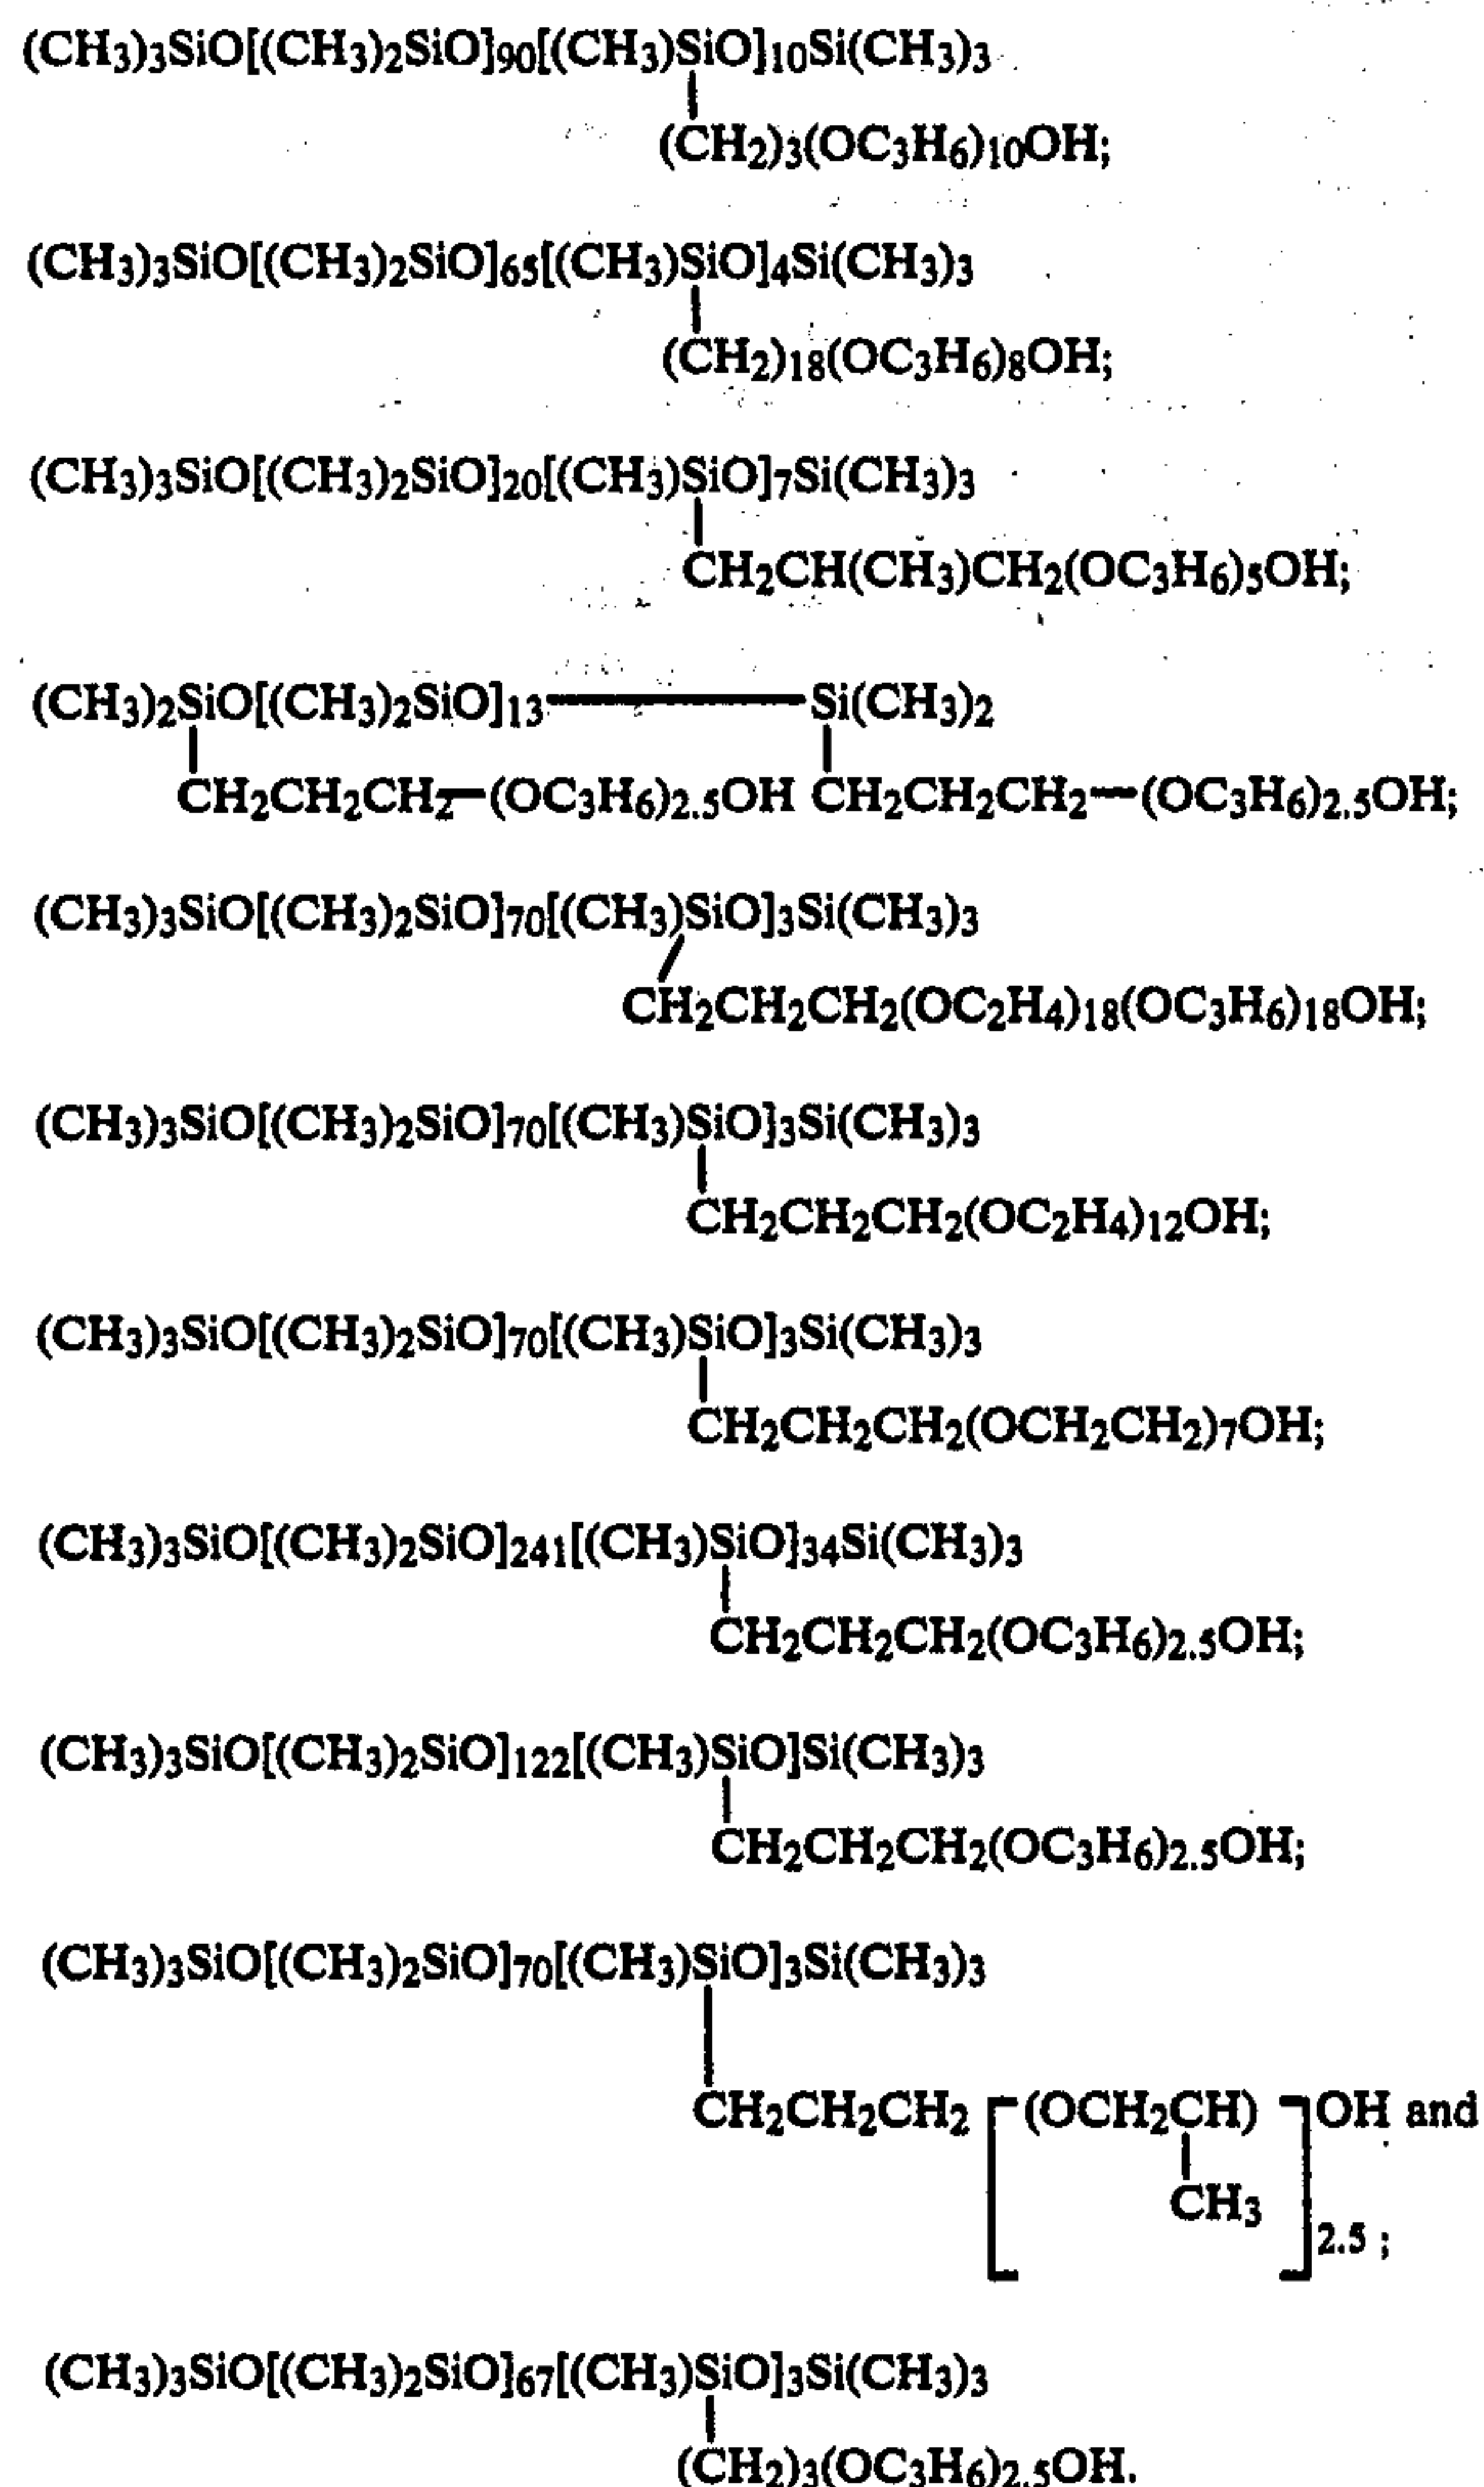 (CH3)3SiO[(CH3)2SiO]90[(CH3)SiO]10Si(CH3)3
(CH2)3(OC3H6)10OH;
(CH3)3SiO[(CH3)2SiO]65[(CH3)SiO]4Si(CH3)3
(CH2)18(OC3H6)8OH;
(CH3)3SiO[(CH3)2SiO]20[(CH3)SiO]7Si(CH3)3
CH2CH(CH3)CH2(OC3H6)5OH;
(CH3)2SiO[(CH3)2SiO]13—Si(CH3)2
CH2CH2CH2—(OC3H6)2.5OH CH2CH2CH2—(OC3H6)2.5OH;
(CH3)3SiO[(CH3)2SiO]70[(CH3)SiO]3Si(CH3)3
CH2CH2CH2(OC2H4)18(OC3H6)18OH;
(CH3)3SiO[(CH3)2SiO]70[(CH3)SiO]3Si(CH3)3
CH2CH2CH2(OC2H4)12OH;
(CH3)3SiO[(CH3)2SiO]70[(CH3)SiO]3Si(CH3)3
CH2CH2CH2(OCH2CH2)7OH;
(CH3)3SiO[(CH3)2SiO]241[(CH3)SiO]34Si(CH3)3
CH2CH2CH2(OC3H6)2.5OH;
(CH3)3SiO[(CH3)2SiO]122[(CH3)SiO]Si(CH3)3
CH2CH2CH2(OC3H6)2.5OH;
(CH3)3SiO[(CH3)2SiO]70[(CH3)SiO]3Si(CH3)3
CH2CH2CH2[(OCH2CH)]OH and
CH3
2.5 ;
(CH3)3SiO[(CH3)2SiO]67[(CH3)SiO]3Si(CH3)3
(CH2)3(OC3H6)2.5OH.